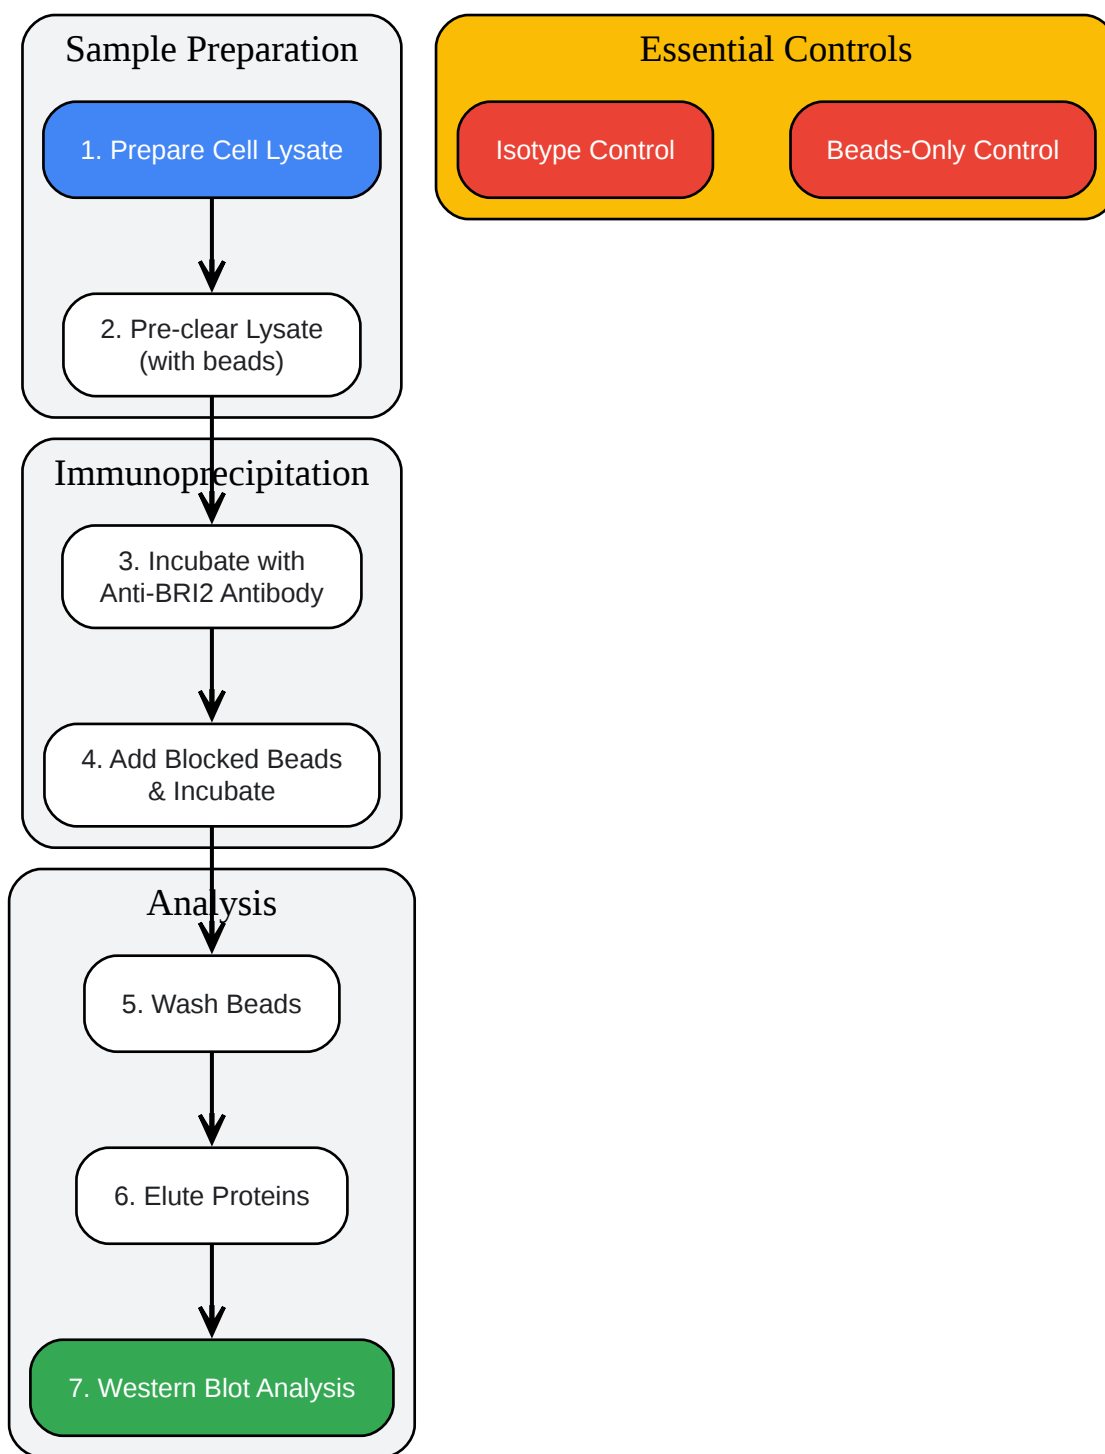 Sample Preparation
1. Prepare Cell Lysate
2. Pre-clear Lysate
(with beads)
Immunoprecipitation
3. Incubate with
Anti-BRI2 Antibody
4. Add Blocked Beads
& Incubate
Analysis
5. Wash Beads
6. Elute Proteins
7. Western Blot Analysis
Essential Controls
Isotype Control
Beads-Only Control